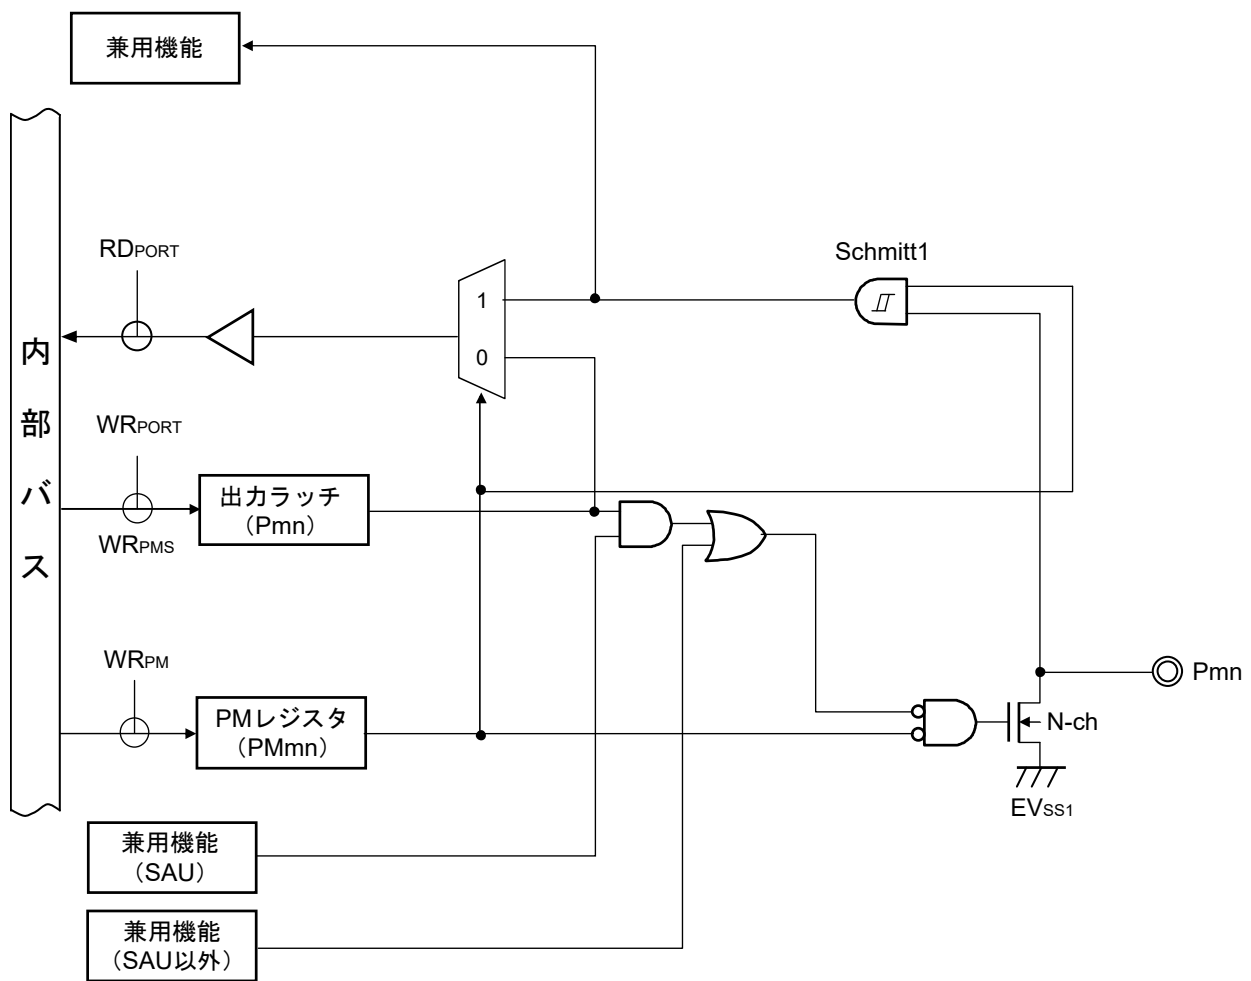 兼用機能
Schmitt1
RDPORT
1
0
内部バス
WRPORT
出力ラッチ
（Pmn）
WRPMS
WRPM
PMレジスタ
(PMmn)
Pmn
N-ch
EVSS1
兼用機能
（SAU）
兼用機能
(SAU以外）